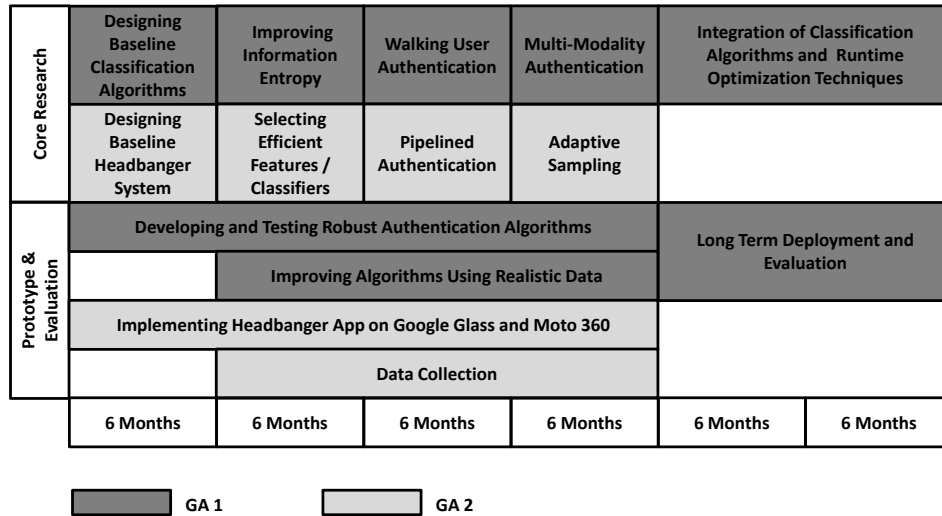 Core Research
Designing
Baseline
Classification
Algorithms
Improving
Information
Entropy
Walking User
Authentication
Multi-Modality
Authentication
Integration of Classification
Algorithms and Runtime
Optimization Techniques
Designing
Baseline
Headbanger
System
Selecting
Efficient
Features /
Classifiers
Pipelined
Authentication
Adaptive
Sampling
Prototype &
Evaluation
Developing and Testing Robust Authentication Algorithms
Long Term Deployment and
Evaluation
Improving Algorithms Using Realistic Data
Implementing Headbanger App on Google Glass and Moto 360
Data Collection
6 Months
6 Months
6 Months
6 Months
6 Months
6 Months
GA 1
GA 2